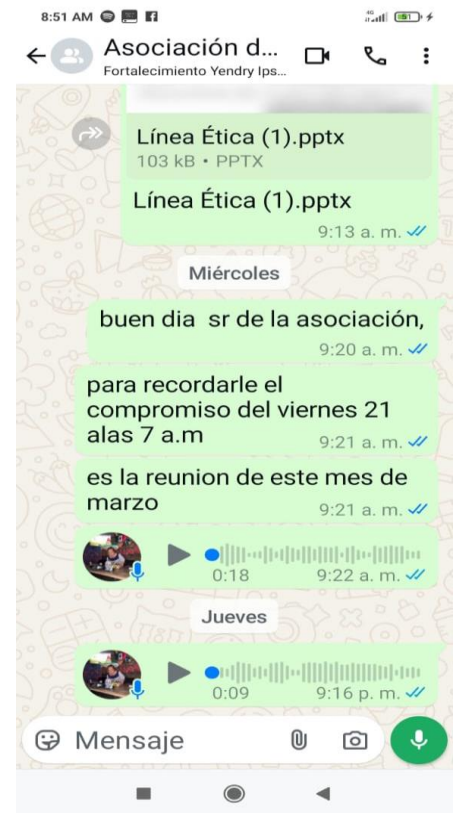 8:51 AM
4G
61
Asociación d...
Fortalecimiento Yendry Ips...
Línea Ética (1).pptx
103 kB • PPTX
Línea Ética (1).pptx
9:13 a. m.
Miércoles
buen dia sr de la asociación,
9:20 a. m.
para recordarle el
compromiso del viernes 21
alas 7 a.m
9:21 a. m.
es la reunion de este mes de
marzo
9:21 a. m.
0:18 9:22 a. m.
Jueves
0:09 9:16 p. m.
Mensaje